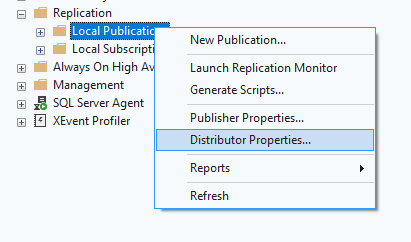 Replication
Local Publicatio
Local Subscripti
Always On High Av
Management
SQL Server Agent
XEvent Profiler
New Publication...
Launch Replication Monitor
Generate Scripts...
Publisher Properties...
Distributor Properties...
Reports
Refresh